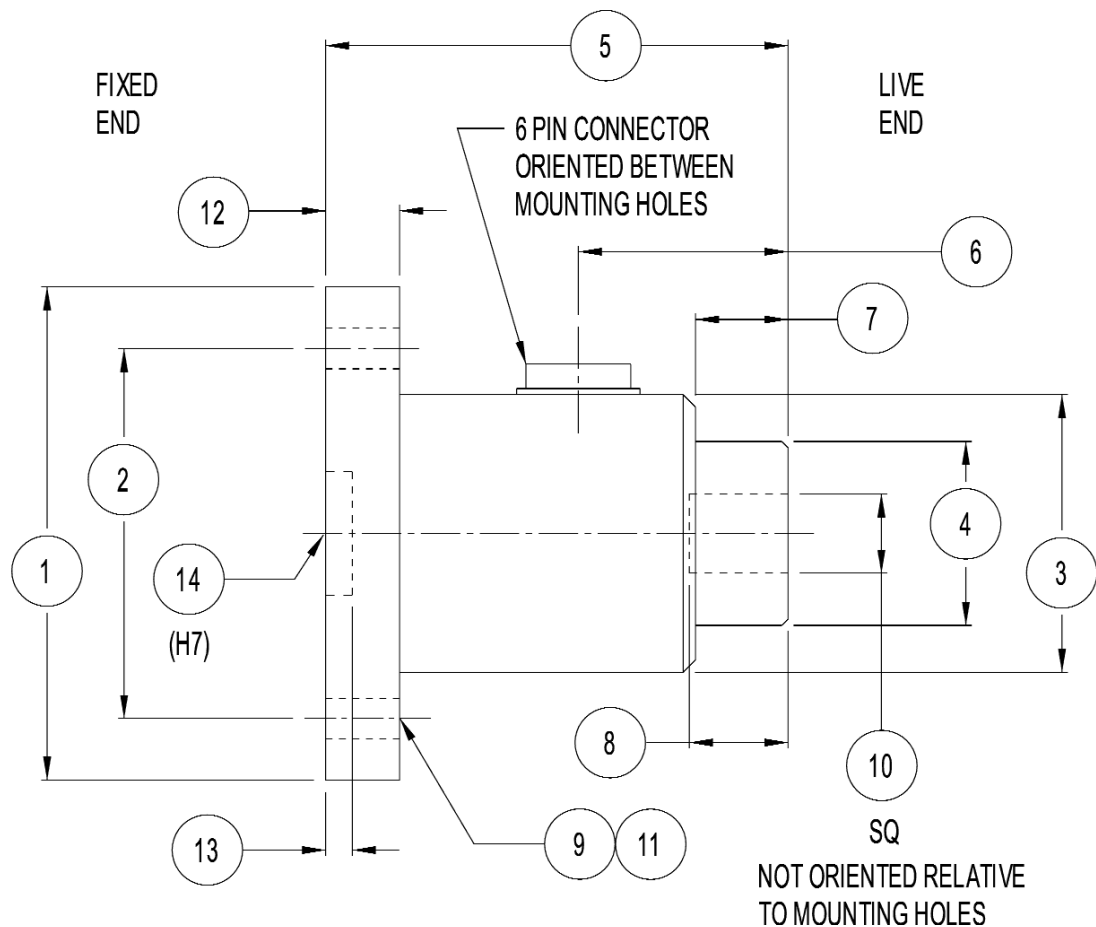 5
FIXED
END
LIVE
END
6 PIN CONNECTOR
ORIENTED BETWEEN
MOUNTING HOLES
12
6
7
2
4
1
14
3
(H7)
8
10
13
9
11
SQ
NOT ORIENTED RELATIVE
TO MOUNTING HOLES